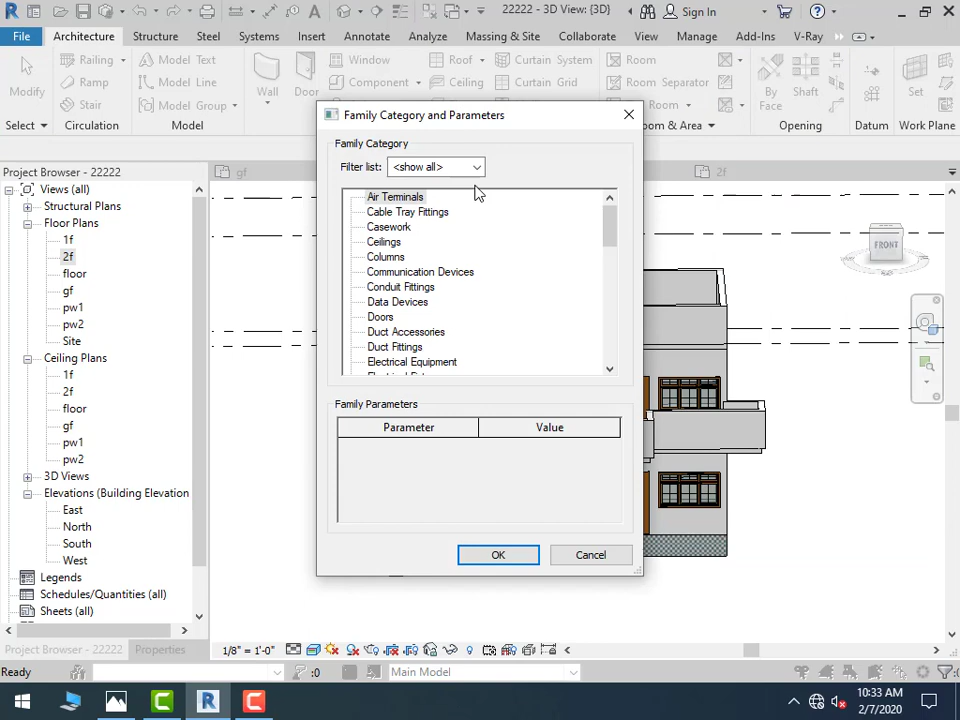 22222 - 3D View: {3D}
Sign In
File
Architecture
Structure
Steel
Systems
Insert
Annotate
Analyze
Massing & Site
Collaborate
View
Manage
Add-Ins
V-Ray
Modify
Railing
Ramp
Stair
Model Text
Model Line
Model Group
Wall
Door
Window
Component
Roof
Ceiling
Curtain System
Curtain Grid
Room
Room Separator
Room
By Face
Shaft
Set
Select
Circulation
Model
& Area
Opening
Datum
Work Plane
Project Browser - 22222
gf
2f
Views (all)
Structural Plans
Floor Plans
1f
2f
floor
gf
pw1
pw2
Site
Ceiling Plans
1f
2f
floor
gf
pw1
pw2
3D Views
Elevations (Building Elevation
East
North
South
West
Legends
Schedules/Quantities (all)
Sheets (all)
Project Browser - 22222
Properties
Family Category and Parameters
Family Category
Filter list:
<show all>
Air Terminals
Cable Tray Fittings
Casework
Ceilings
Columns
Communication Devices
Conduit Fittings
Data Devices
Doors
Duct Accessories
Duct Fittings
Electrical Equipment
Family Parameters
Parameter
Value
OK
Cancel
FRONT
1/8" = 1'-0"
Ready
:0
Main Model
:0
10:33 AM
2/7/2020